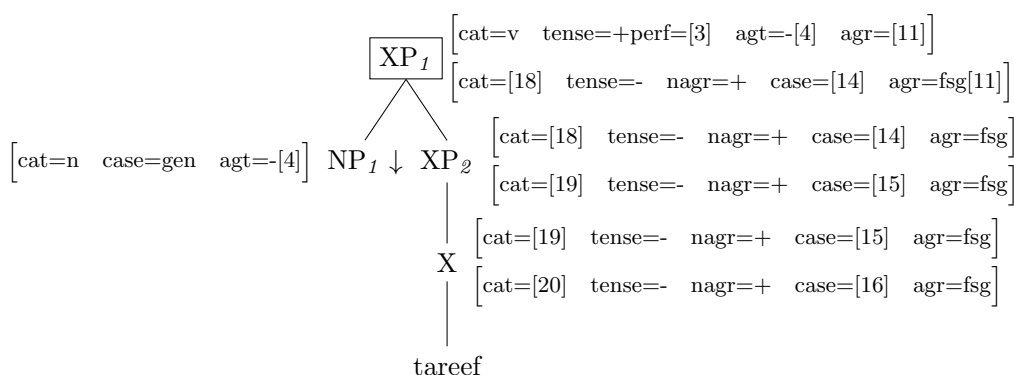 [cat=v tense=+perf=[3] agt=-[4] agr=[11]]
XP1
[cat=[18] tense=- nagr=+ case=[14] agr=fsg[11]]
[cat=[18] tense=- nagr=+ case=[14] agr=fsg]
[cat=n case=gen agt=-[4]] NP1 ↓ XP2
[cat=[19] tense=- nagr=+ case=[15] agr=fsg]
[cat=[19] tense=- nagr=+ case=[15] agr=fsg]
X
[cat=[20] tense=- nagr=+ case=[16] agr=fsg]
tareef